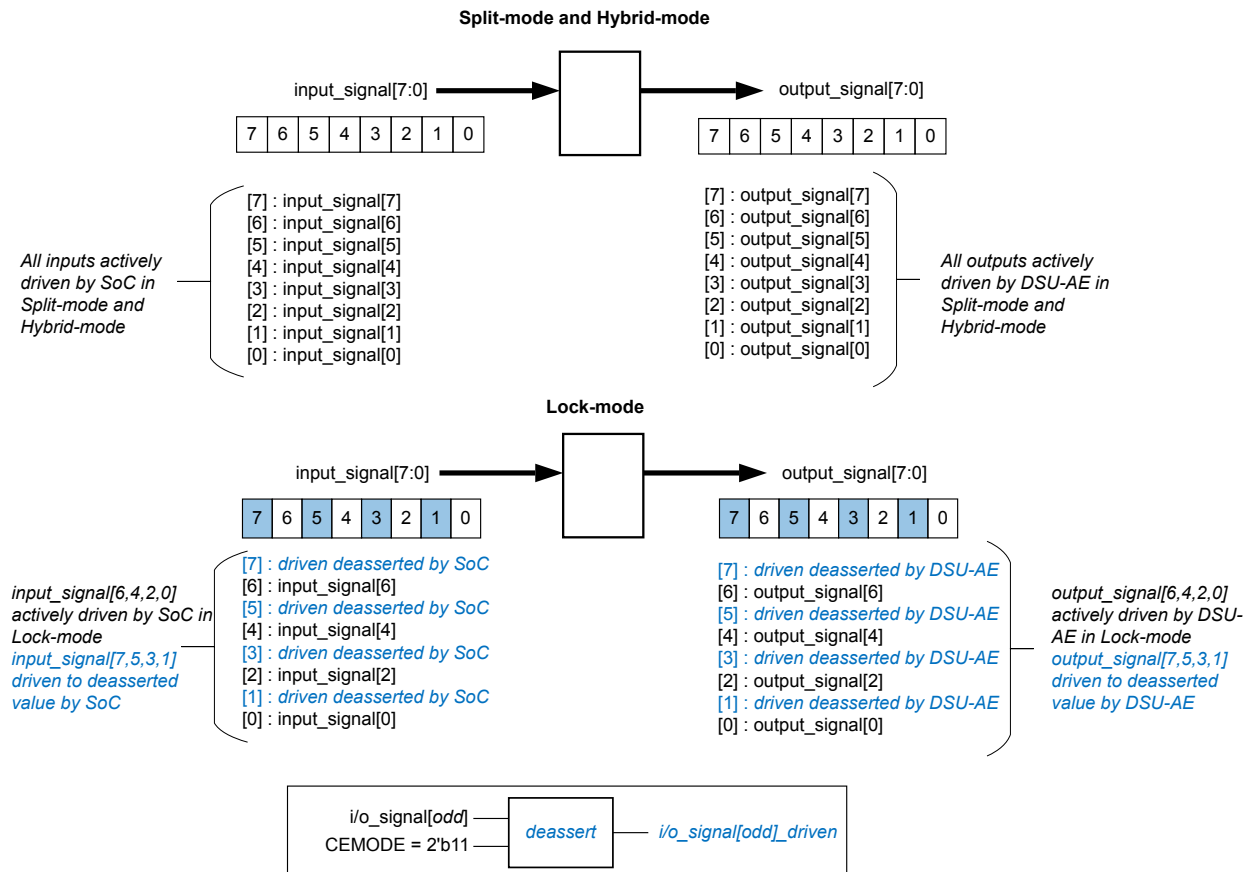 Split-mode and Hybrid-mode
input_signal[7:0]
output_signal[7:0]
7 6 5 4 3 2 1 0
7 6 5 4 3 2 1 0
All inputs actively
driven by SoC in
Split-mode and
Hybrid-mode
[7] : input_signal[7]
[6] : input_signal[6]
[5] : input_signal[5]
[4] : input_signal[4]
[3] : input_signal[3]
[2] : input_signal[2]
[1] : input_signal[1]
[0] : input_signal[0]
[7] : output_signal[7]
[6] : output_signal[6]
[5] : output_signal[5]
[4] : output_signal[4]
[3] : output_signal[3]
[2] : output_signal[2]
[1] : output_signal[1]
[0] : output_signal[0]
All outputs actively
driven by DSU-AE in
Split-mode and
Hybrid-mode
Lock-mode
input_signal[7:0]
output_signal[7:0]
7 6 5 4 3 2 1 0
7 6 5 4 3 2 1 0
input_signal[6,4,2,0]
actively driven by SoC in
Lock-mode
input_signal[7,5,3,1]
driven to deasserted
value by SoC
[7] : driven deasserted by SoC
[6] : input_signal[6]
[5] : driven deasserted by SoC
[4] : input_signal[4]
[3] : driven deasserted by SoC
[2] : input_signal[2]
[1] : driven deasserted by SoC
[0] : input_signal[0]
[7] : driven deasserted by DSU-AE
[6] : output_signal[6]
[5] : driven deasserted by DSU-AE
[4] : output_signal[4]
[3] : driven deasserted by DSU-AE
[2] : output_signal[2]
[1] : driven deasserted by DSU-AE
[0] : output_signal[0]
output_signal[6,4,2,0]
actively driven by DSU-
AE in Lock-mode
output_signal[7,5,3,1]
driven to deasserted
value by DSU-AE
i/o_signal[odd]
CEMODE = 2'b11
deassert
i/o_signal[odd]_driven